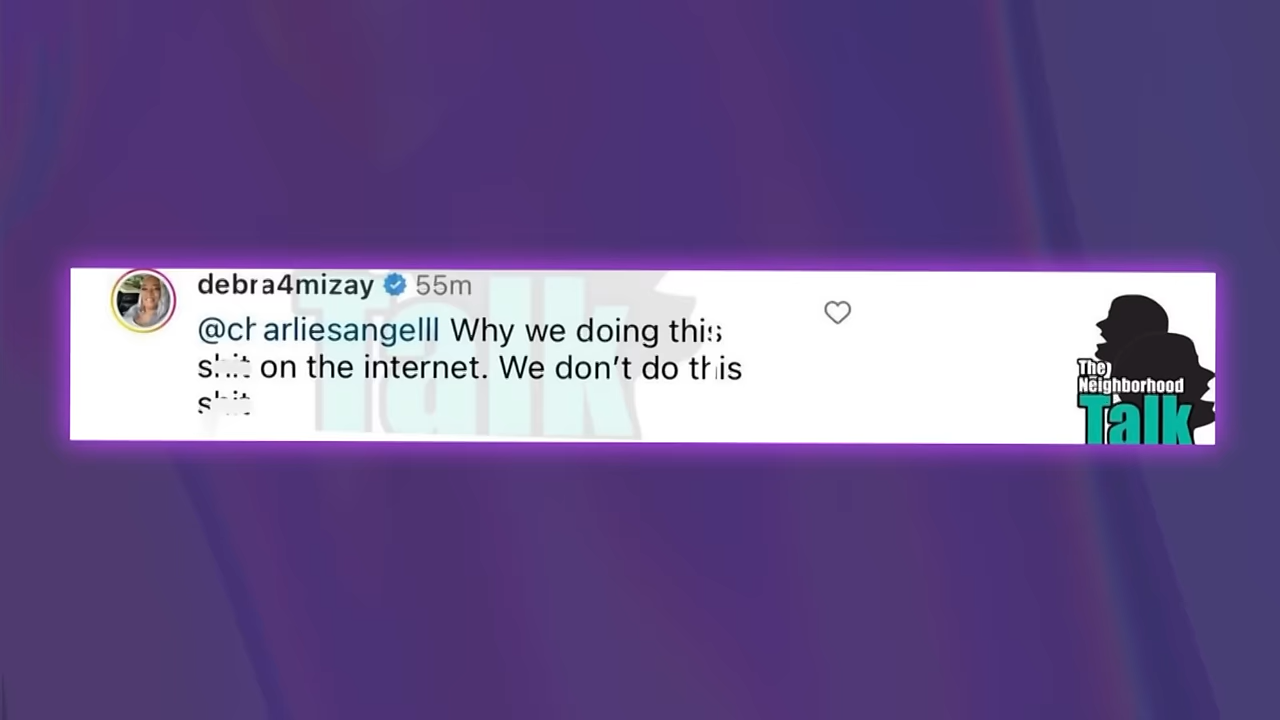 debra4mizay 55m
@charliesangelll Why we doing this
shit on the internet. We don't do this
shit
The
Neighborhood
Talk
Talk